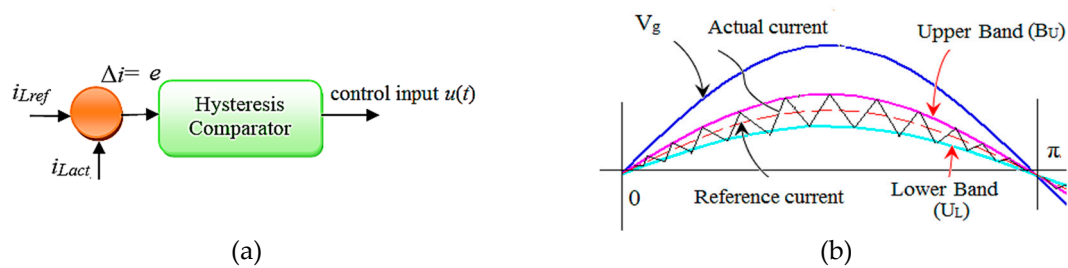 Δi= e
i_Lref
Hysteresis
Comparator
control input u(t)
i_Lact
(a)
V_g
Actual current
Upper Band (B_U)
π
0
Reference current
Lower Band
(U_L)
(b)